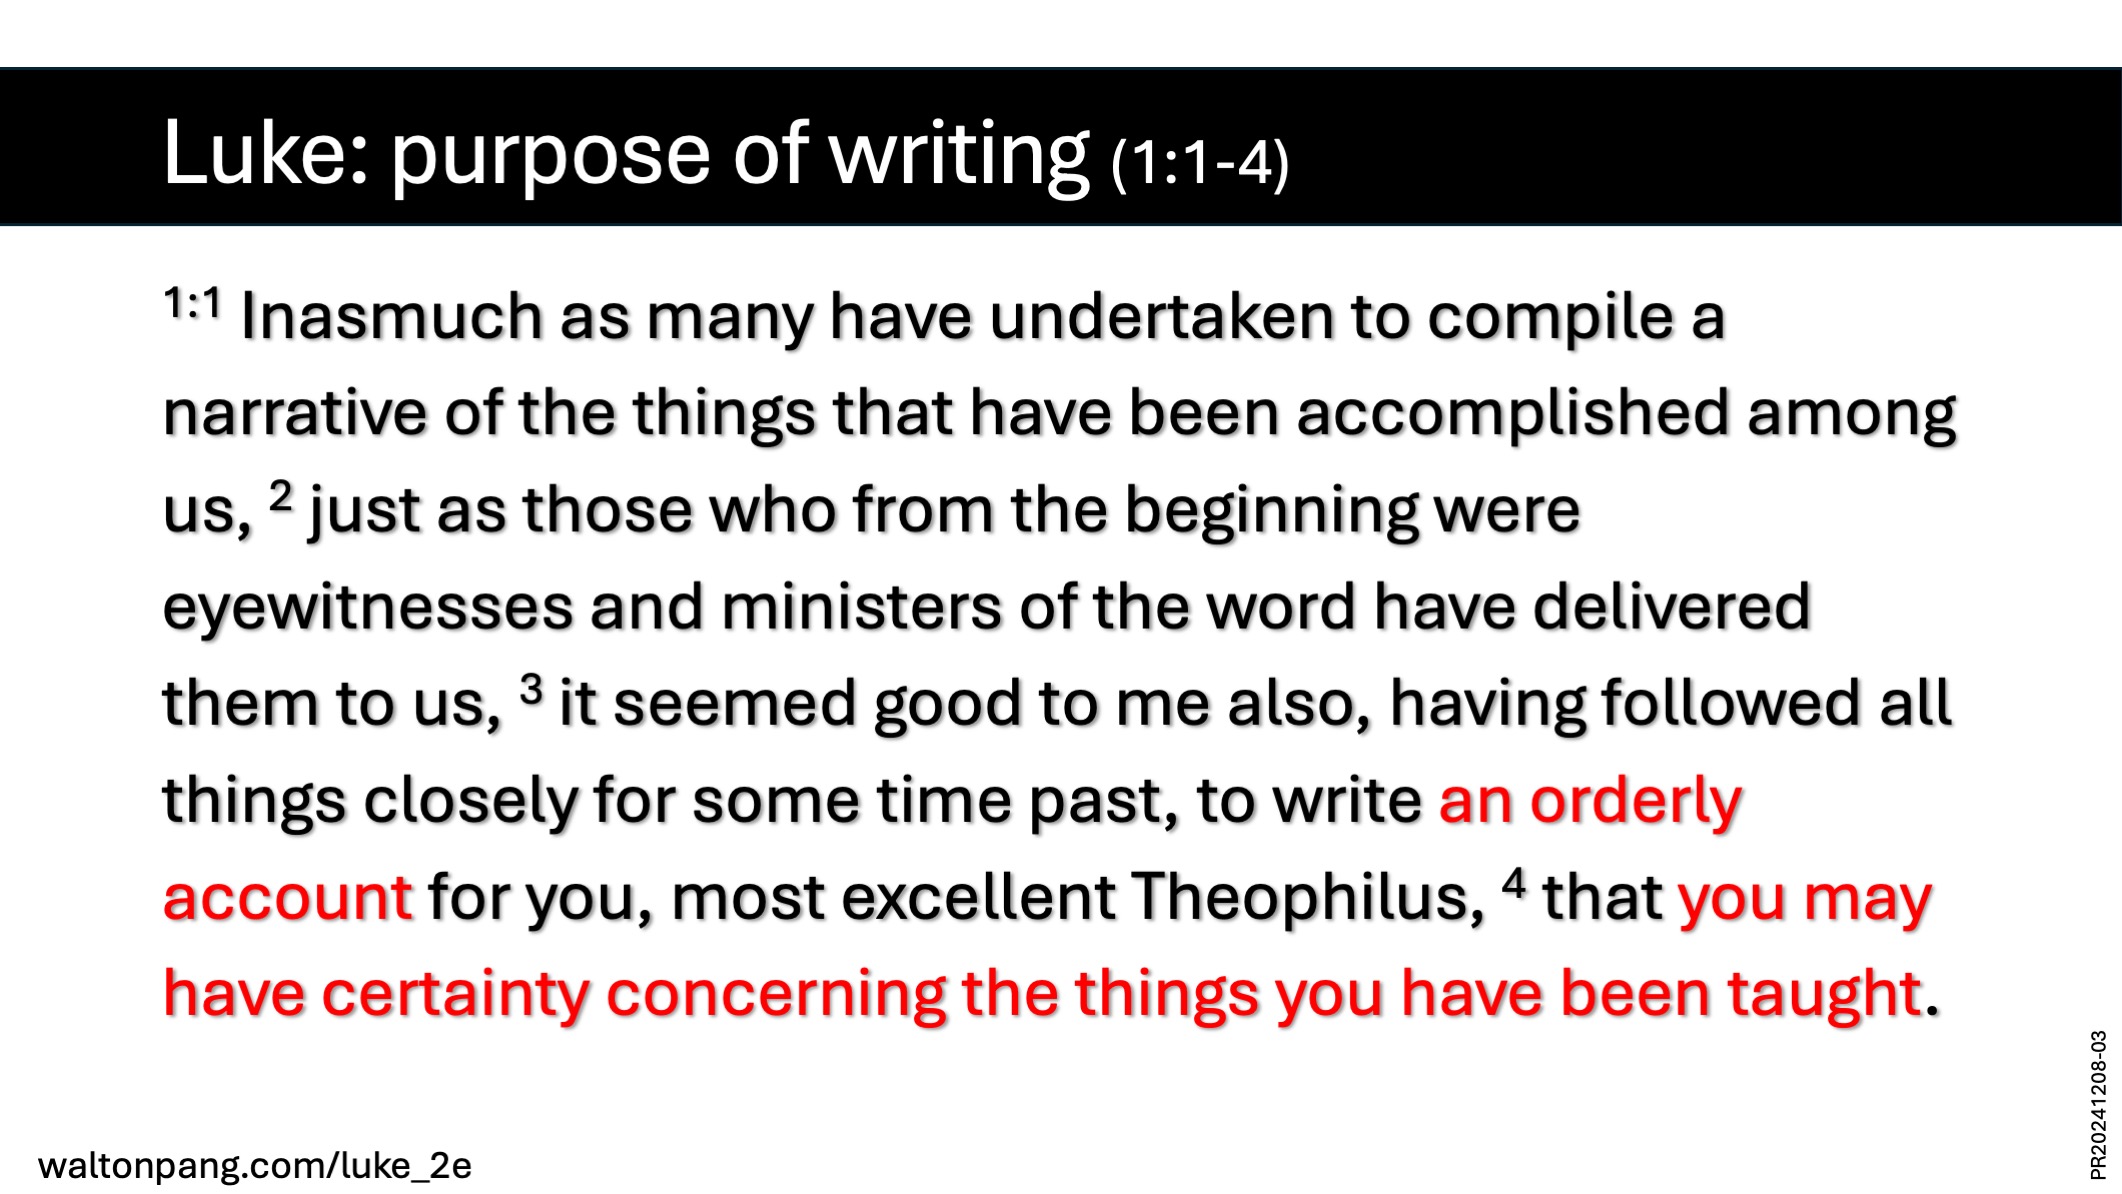 Luke: purpose of writing (1:1-4)
1:1 Inasmuch as many have undertaken to compile a
narrative of the things that have been accomplished among
us, 2 just as those who from the beginning were
eyewitnesses and ministers of the word have delivered
them to us, 3 it seemed good to me also, having followed all
things closely for some time past, to write an orderly
account for you, most excellent Theophilus, 4 that you may
have certainty concerning the things you have been taught.
PR20241208-03
waltonpang.com/luke_2e